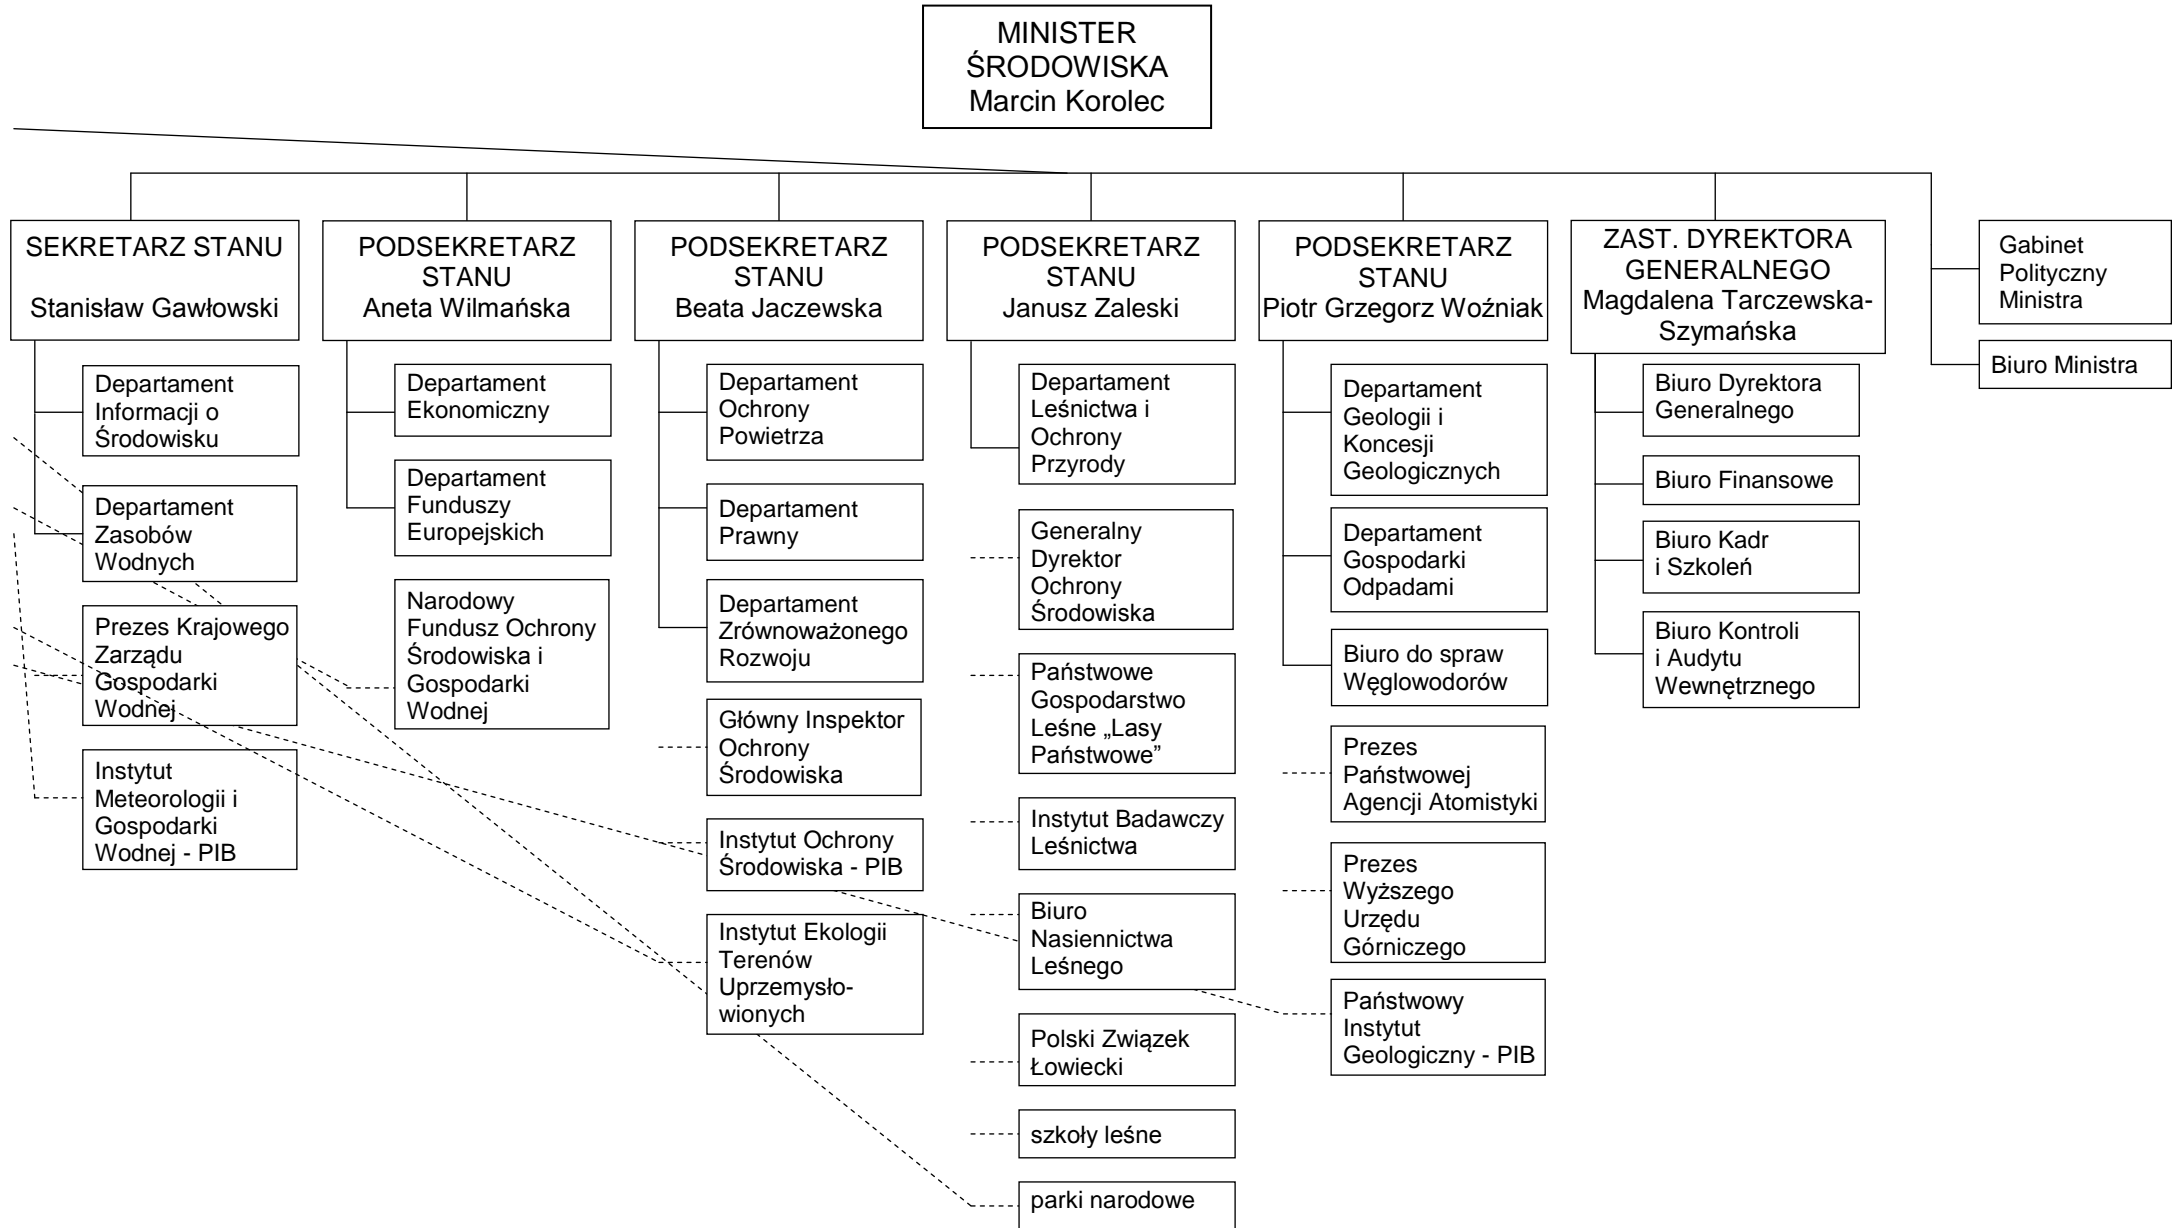 MINISTER
ŚRODOWISKA
Marcin Korolec
SEKRETARZ STANU
Stanisław Gawłowski
Departament
Informacji o
Środowisku
Departament
Zasobów
Wodnych
Prezes Krajowego
Zarządu
Gospodarki
Wodnej
Instytut
Meteorologii i
Gospodarki
Wodnej - PIB
PODSEKRETARZ
STANU
Aneta Wilmańska
Departament
Ekonomiczny
Departament
Funduszy
Europejskich
Narodowy
Fundusz Ochrony
Środowiska i
Gospodarki
Wodnej
PODSEKRETARZ
STANU
Beata Jaczewska
Departament
Ochrony
Powietrza
Departament
Prawny
Departament
Zrównoważonego
Rozwoju
Główny Inspektor
Ochrony
Środowiska
Instytut Ochrony
Środowiska - PIB
Instytut Ekologii
Terenów
Uprzemysło-
wionych
PODSEKRETARZ
STANU
Janusz Zaleski
Departament
Leśnictwa i
Ochrony
Przyrody
Generalny
Dyrektor
Ochrony
Środowiska
Państwowe
Gospodarstwo
Leśne „Lasy
Państwowe”
Instytut Badawczy
Leśnictwa
Biuro
Nasiennictwa
Leśnego
Polski Związek
Łowiecki
szkoły leśne
parki narodowe
PODSEKRETARZ
STANU
Piotr Grzegorz Woźniak
Departament
Geologii i
Koncesji
Geologicznych
Departament
Gospodarki
Odpadami
Biuro do spraw
Węglowodorów
Prezes
Państwowej
Agencji Atomistyki
Prezes
Wyższego
Urzędu
Górniczego
Państwowy
Instytut
Geologiczny - PIB
ZAST. DYREKTORA
GENERALNEGO
Magdalena Tarczewska-
Szymańska
Biuro Dyrektora
Generalnego
Biuro Finansowe
Biuro Kadr
i Szkoleń
Biuro Kontroli
i Audytu
Wewnętrznego
Gabinet
Polityczny
Ministra
Biuro Ministra